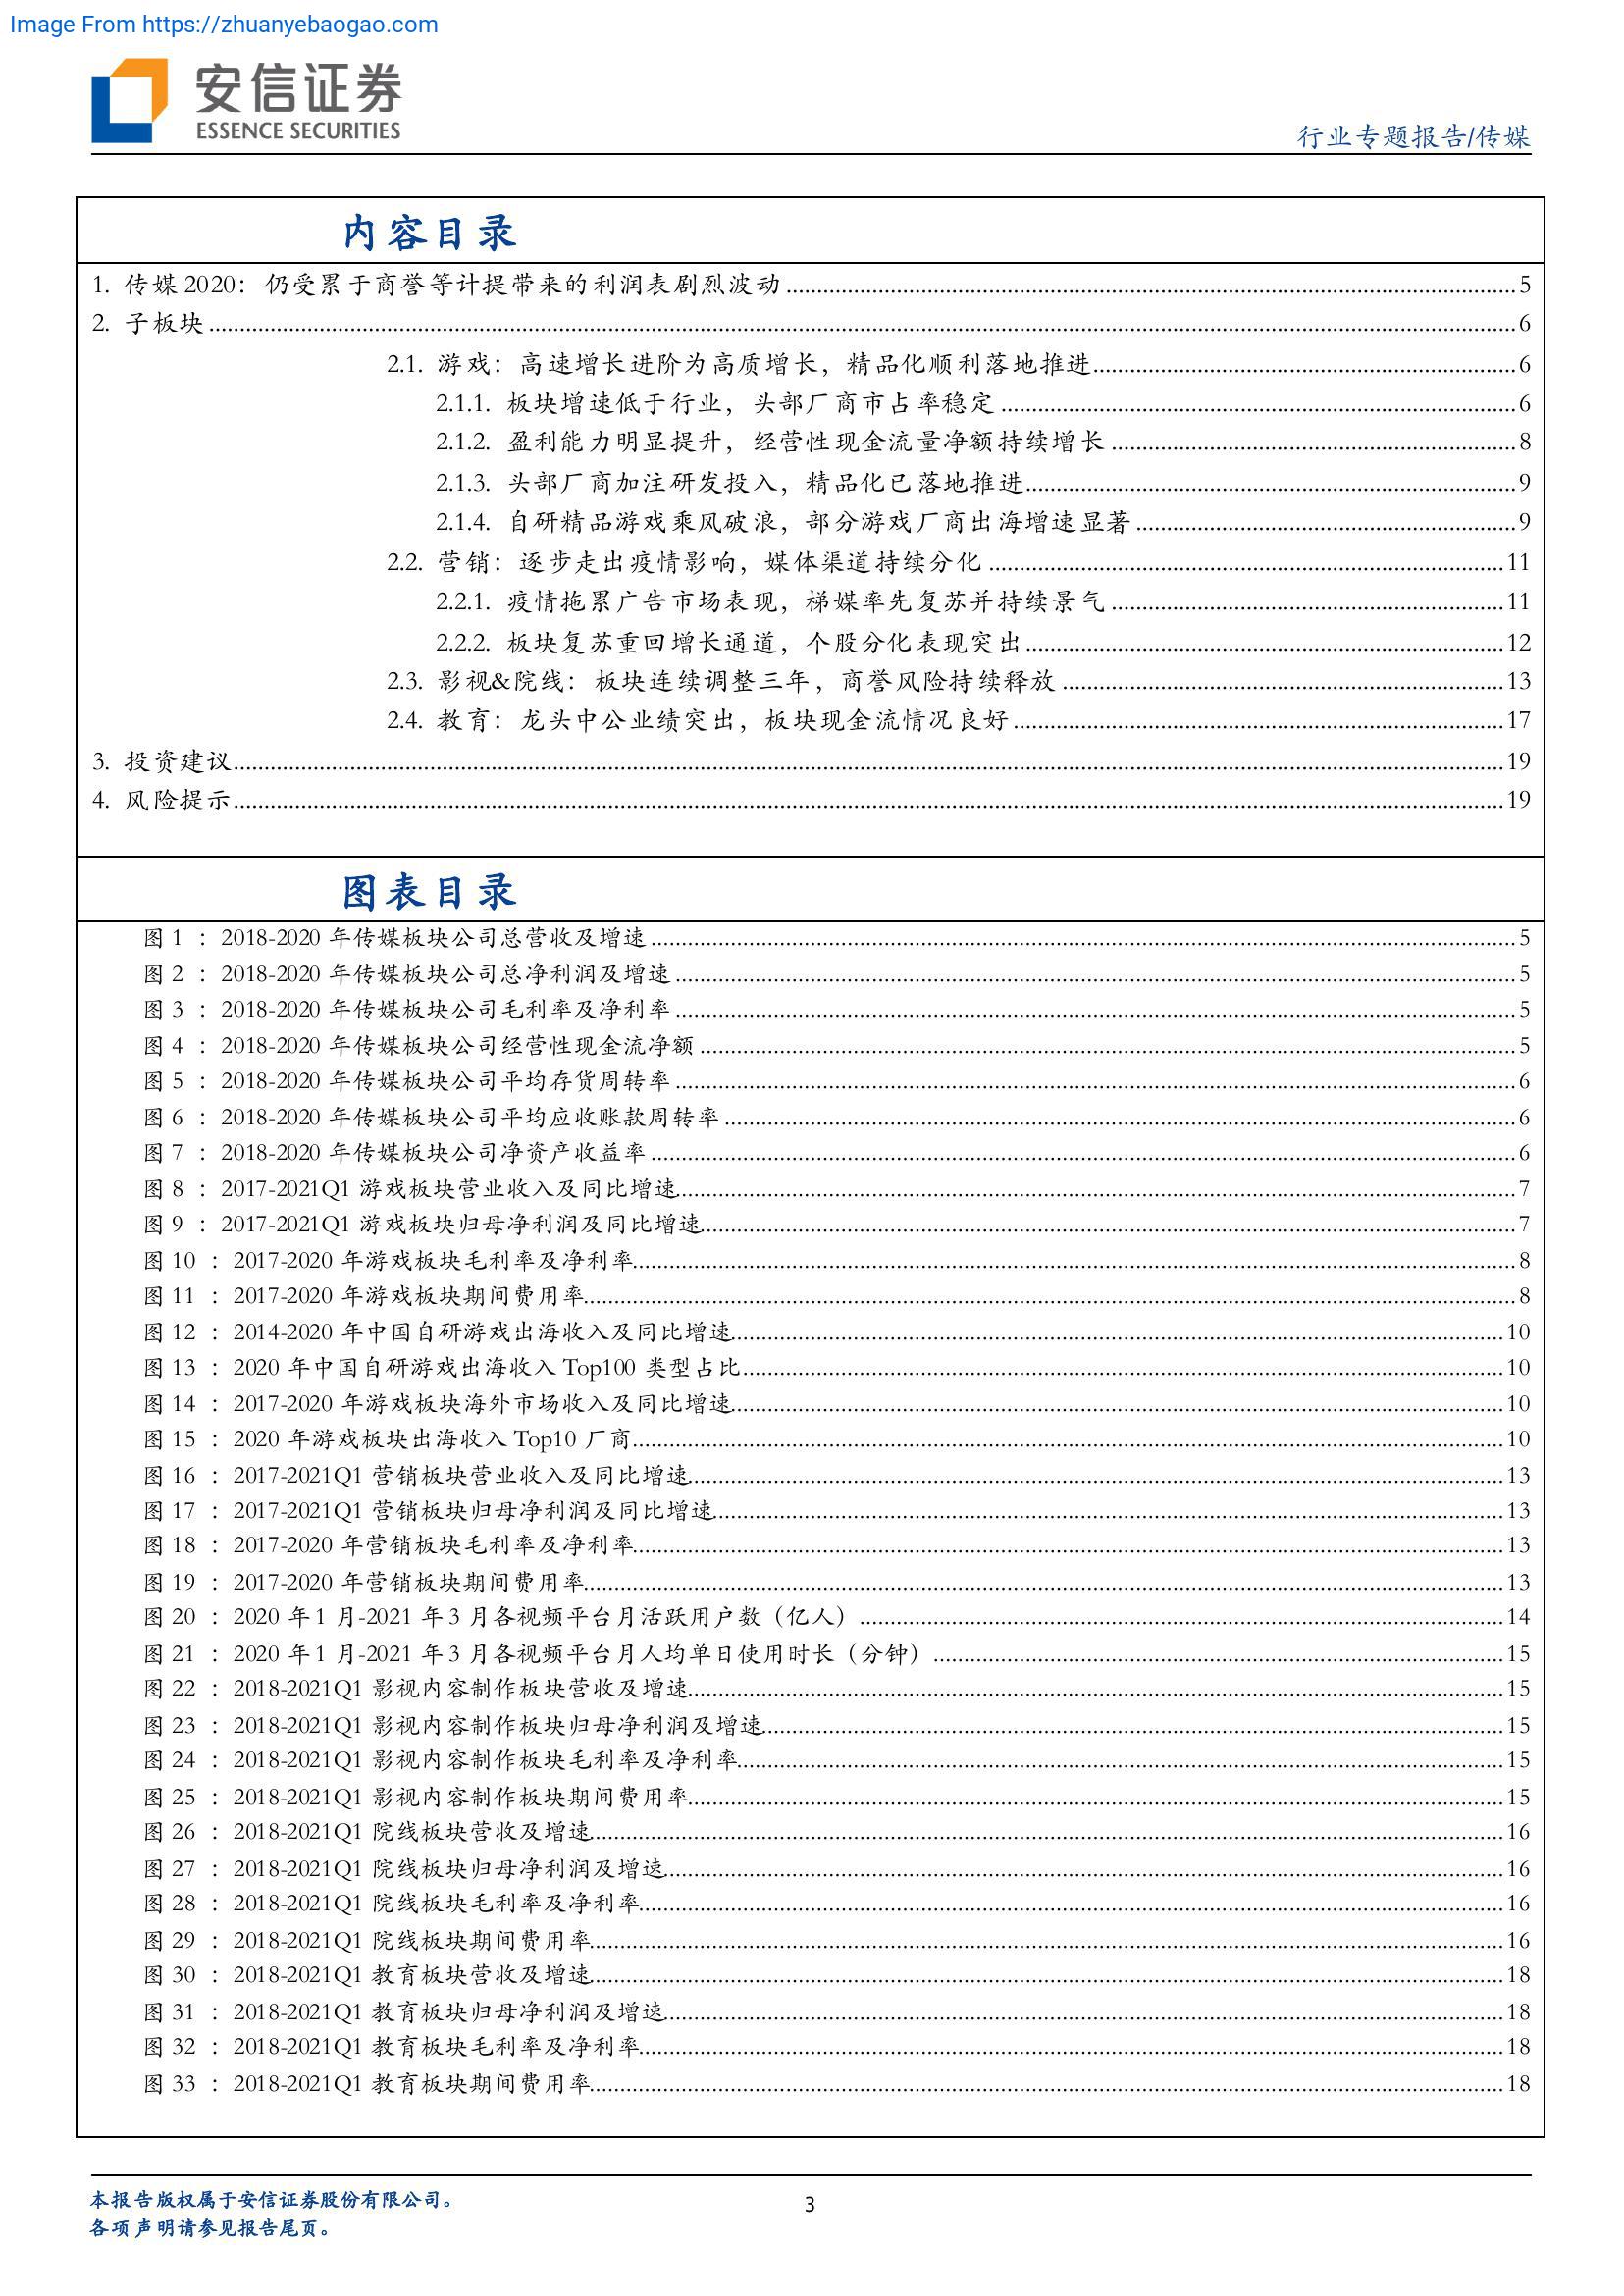 Image From https://zhuanyebaogao.com
安信证券
ESSENCE SECURITIES
行业专题报告/传媒
内容目录
1. 传媒 2020：仍受累于商誉等计提带来的利润表剧烈波动 5
2. 子板块 6
2.1. 游戏：高速增长进阶为高质增长，精品化顺利落地推进 6
2.1.1. 板块增速低于行业，头部厂商市占率稳定 6
2.1.2. 盈利能力明显提升，经营性现金流量净额持续增长 8
2.1.3. 头部厂商加注研发投入，精品化已落地推进 9
2.1.4. 自研精品游戏乘风破浪，部分游戏厂商出海增速显著 9
2.2. 营销：逐步走出疫情影响，媒体渠道持续分化 11
2.2.1. 疫情拖累广告市场表现，梯媒率先复苏并持续景气 11
2.2.2. 板块复苏重回增长通道，个股分化表现突出 12
2.3. 影视&院线：板块连续调整三年，商誉风险持续释放 13
2.4. 教育：龙头中公业绩突出，板块现金流情况良好 17
3. 投资建议 19
4. 风险提示 19
图表目录
图 1 ：2018-2020 年传媒板块公司总营收及增速 5
图 2 ：2018-2020 年传媒板块公司总净利润及增速 5
图 3 ：2018-2020 年传媒板块公司毛利率及净利率 5
图 4 ：2018-2020 年传媒板块公司经营性现金流净额 5
图 5 ：2018-2020 年传媒板块公司平均存货周转率 6
图 6 ：2018-2020 年传媒板块公司平均应收账款周转率 6
图 7 ：2018-2020 年传媒板块公司净资产收益率 6
图 8 ：2017-2021Q1 游戏板块营业收入及同比增速 7
图 9 ：2017-2021Q1 游戏板块归母净利润及同比增速 7
图 10 ：2017-2020 年游戏板块毛利率及净利率 8
图 11 ：2017-2020 年游戏板块期间费用率 8
图 12 ：2014-2020 年中国自研游戏出海收入及同比增速 10
图 13 ：2020 年中国自研游戏出海收入 Top100 类型占比 10
图 14 ：2017-2020 年游戏板块海外市场收入及同比增速 10
图 15 ：2020 年游戏板块出海收入 Top10 厂商 10
图 16 ：2017-2021Q1 营销板块营业收入及同比增速 13
图 17 ：2017-2021Q1 营销板块归母净利润及同比增速 13
图 18 ：2017-2020 年营销板块毛利率及净利率 13
图 19 ：2017-2020 年营销板块期间费用率 13
图 20 ：2020 年 1 月-2021 年 3 月各视频平台月活跃用户数（亿人） 14
图 21 ：2020 年 1 月-2021 年 3 月各视频平台月人均单日使用时长（分钟） 15
图 22 ：2018-2021Q1 影视内容制作板块营收及增速 15
图 23 ：2018-2021Q1 影视内容制作板块归母净利润及增速 15
图 24 ：2018-2021Q1 影视内容制作板块毛利率及净利率 15
图 25 ：2018-2021Q1 影视内容制作板块期间费用率 15
图 26 ：2018-2021Q1 院线板块营收及增速 16
图 27 ：2018-2021Q1 院线板块归母净利润及增速 16
图 28 ：2018-2021Q1 院线板块毛利率及净利率 16
图 29 ：2018-2021Q1 院线板块期间费用率 16
图 30 ：2018-2021Q1 教育板块营收及增速 18
图 31 ：2018-2021Q1 教育板块归母净利润及增速 18
图 32 ：2018-2021Q1 教育板块毛利率及净利率 18
图 33 ：2018-2021Q1 教育板块期间费用率 18
本报告版权属于安信证券股份有限公司。
3
各项声明请参见报告尾页。